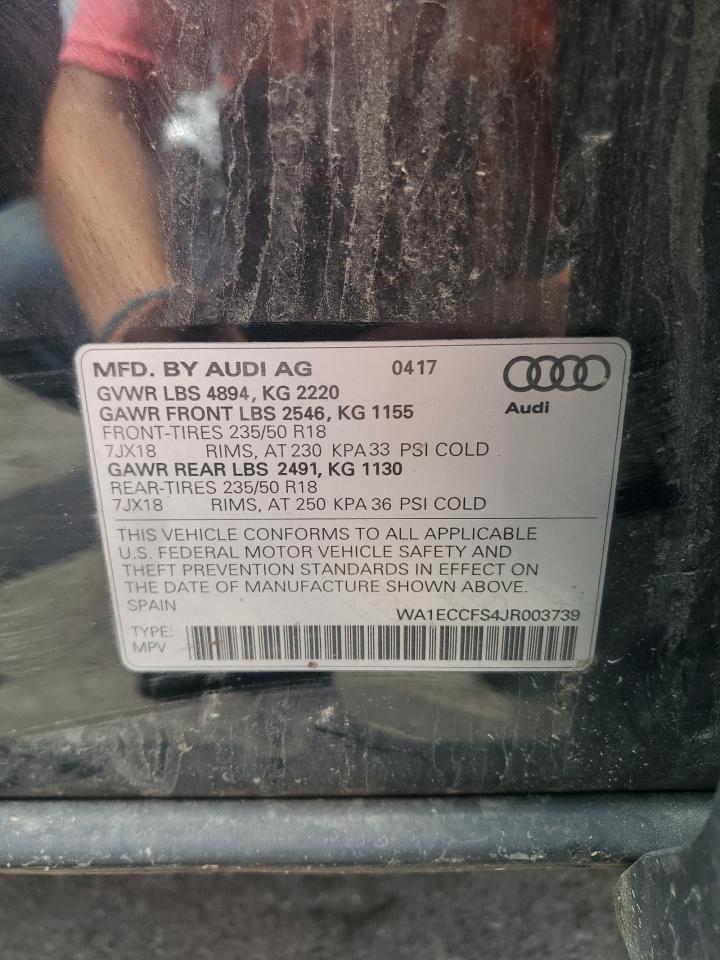 MFD. BY AUDI AG 0417
GVWR LBS 4894, KG 2220
GAWR FRONT LBS 2546, KG 1155
Audi
FRONT-TIRES 235/50 R18
7JX18 RIMS, AT 230 KPA 33 PSI COLD
GAWR REAR LBS 2491, KG 1130
REAR-TIRES 235/50 R18
7JX18 RIMS, AT 250 KPA 36 PSI COLD
THIS VEHICLE CONFORMS TO ALL APPLICABLE
U.S. FEDERAL MOTOR VEHICLE SAFETY AND
THEFT PREVENTION STANDARDS IN EFFECT ON
THE DATE OF MANUFACTURE SHOWN ABOVE.
SPAIN
WA1ECCFS4JR003739
TYPE:
MPV